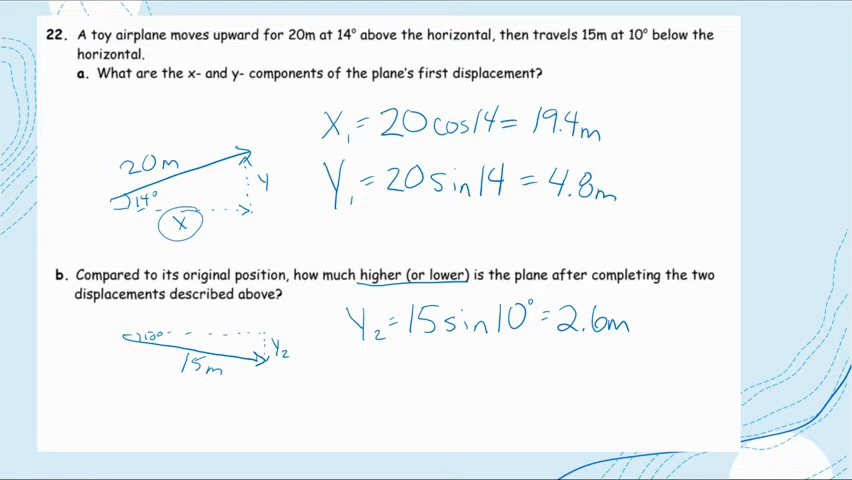 22. A toy airplane moves upward for 20m at 14° above the horizontal, then travels 15m at 10° below the
horizontal.
a. What are the x- and y- components of the plane's first displacement?
X₁ = 20cos14 = 19.4m
20m
14°
Y
X
Y₁ = 20sin14 = 4.8m
b. Compared to its original position, how much higher (or lower) is the plane after completing the two
displacements described above?
Y₂ = 15sin10° = 2.6m
10°
Y₂
15m